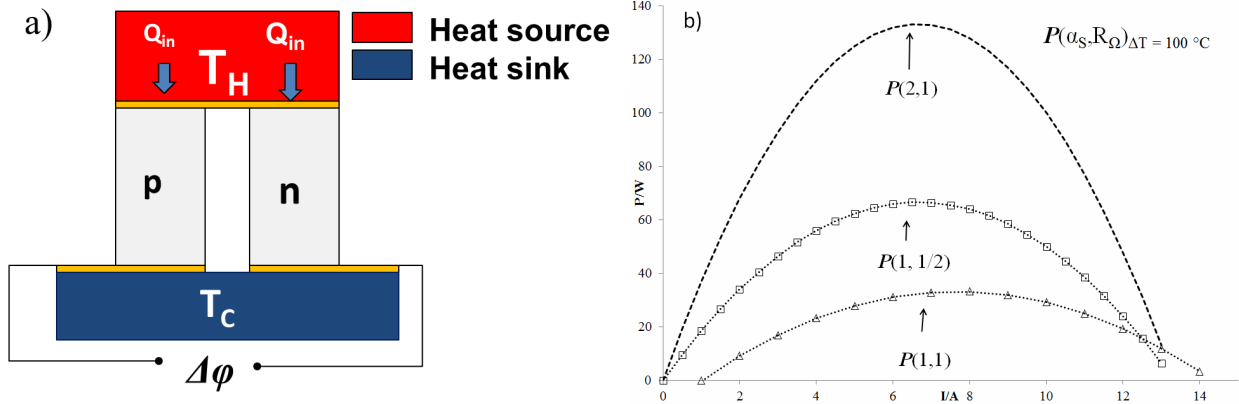 a)
Q_in Q_in
T_H
Heat source
Heat sink
p n
T_C
Δφ
b)
P(α_S,R_Ω)_ΔT = 100 °C
P/W
140
120
100
80
60
40
20
0
P(2,1)
P(1, 1/2)
P(1,1)
0 2 4 6 I/A 8 10 12 14